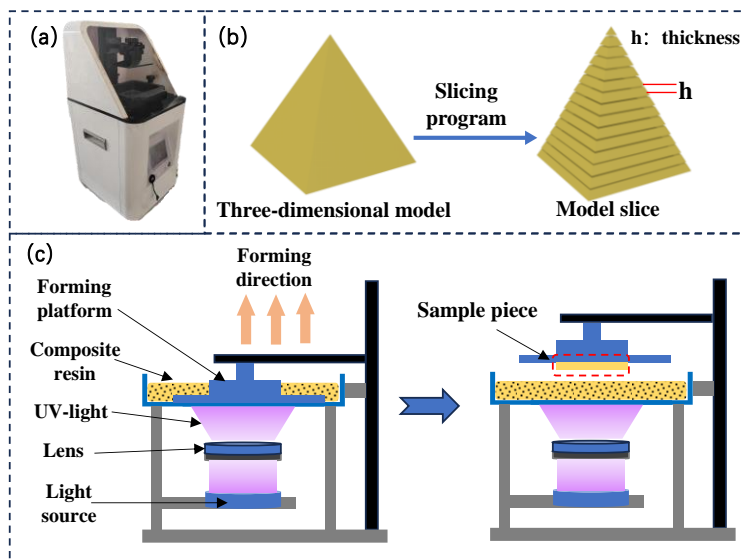 (a)
(b)
h: thickness
h
Slicing
program
Three-dimensional model
Model slice
(c)
Forming
direction
Forming
platform
Sample piece
Composite
resin
UV-light
Lens
Light
source